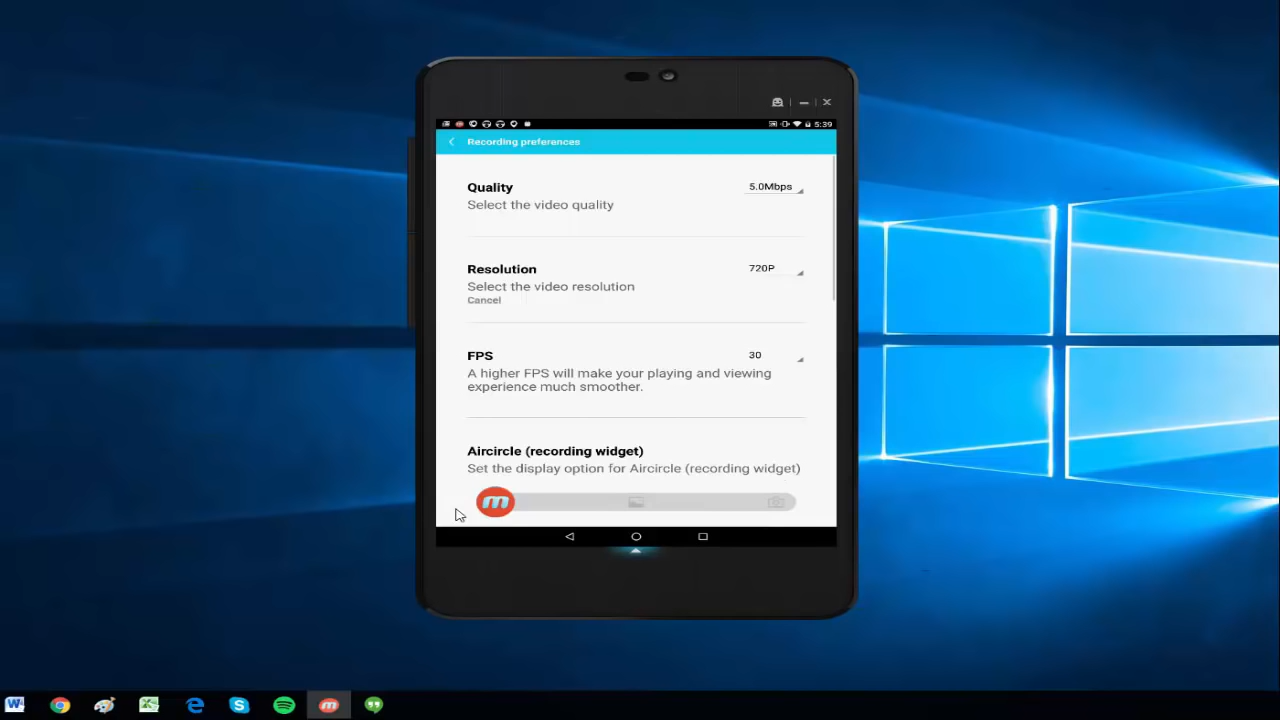 5:39
Recording preferences
Quality
5.0Mbps
Select the video quality
Resolution
720P
Select the video resolution
Cancel
FPS
30
A higher FPS will make your playing and viewing
experience much smoother.
Aircircle (recording widget)
Set the display option for Aircircle (recording widget)
m